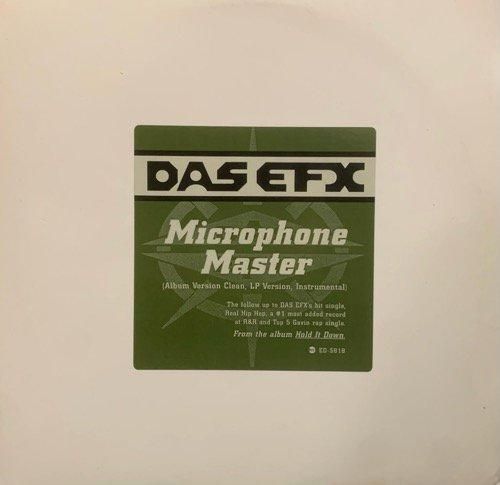 DAS EFX
Microphone
Master
(Album Version Clean, LP Version, Instrumental)
The follow up to DAS EFX's hit single,
Real Hip Hop, a #1 most added record
at R&R and Top 5 Gavin rap single.
From the album Hold It Down.
ED 5818